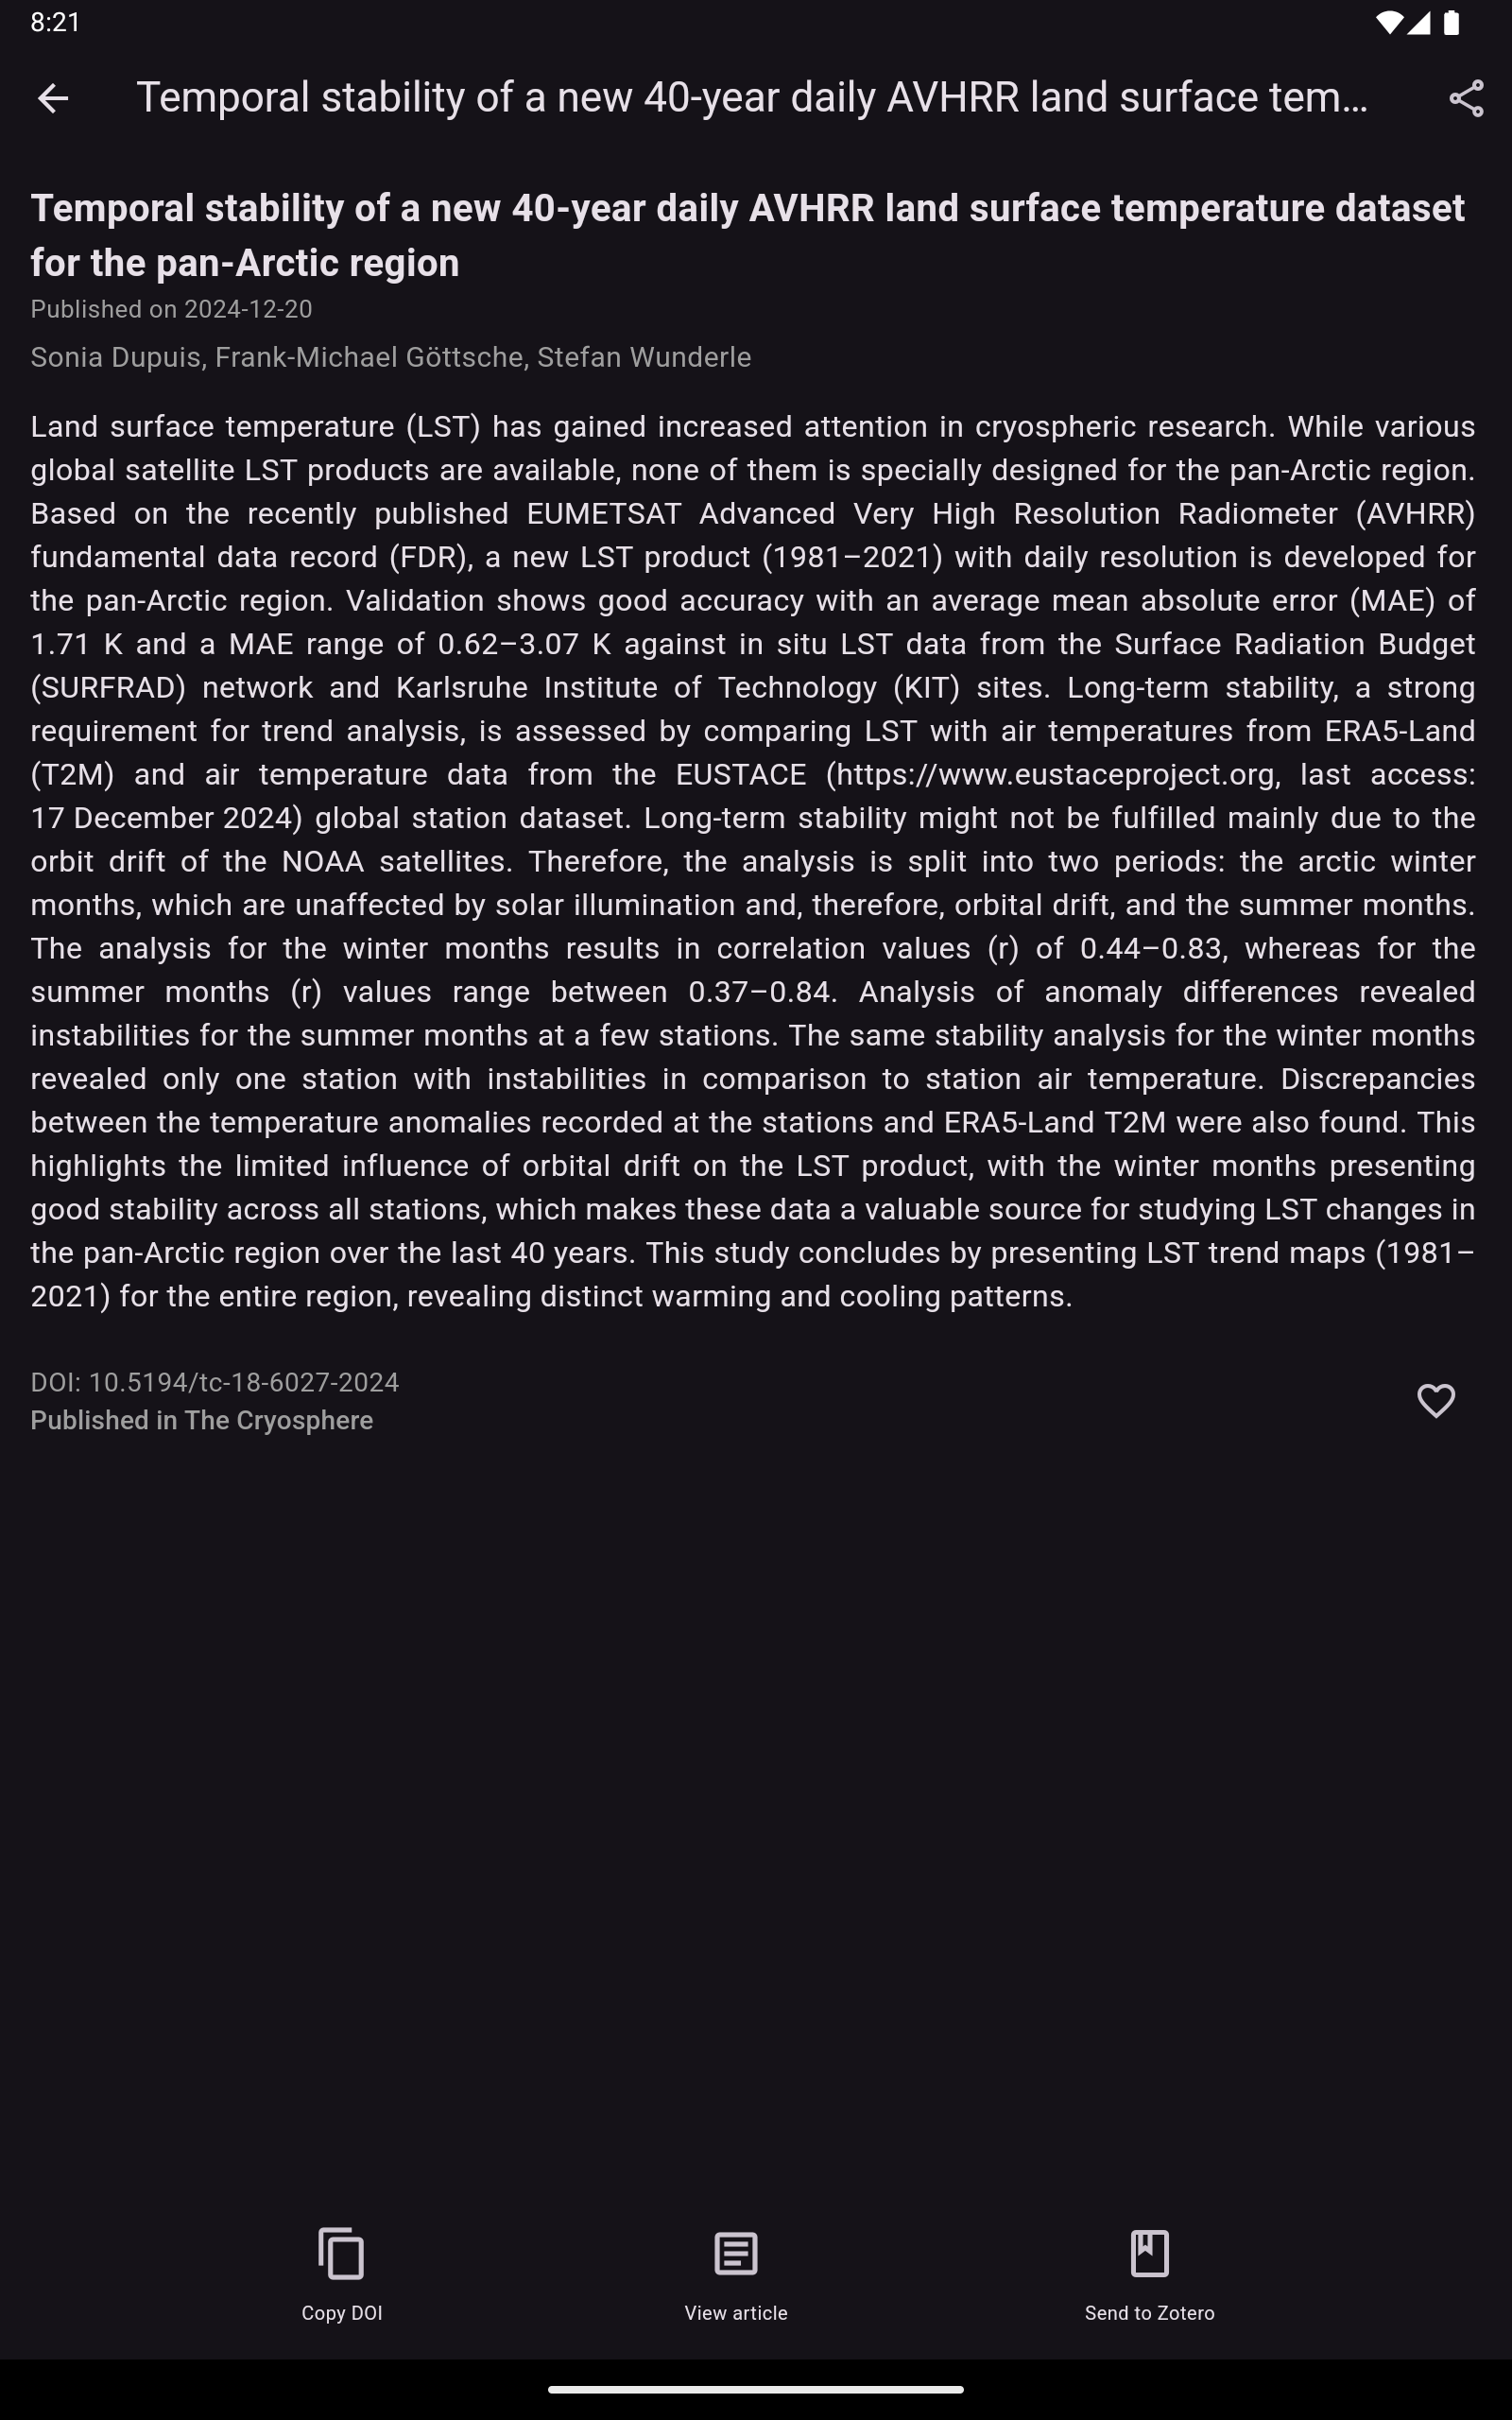 8:21
Temporal stability of a new 40-year daily AVHRR land surface tem…
Temporal stability of a new 40-year daily AVHRR land surface temperature dataset
for the pan-Arctic region
Published on 2024-12-20
Sonia Dupuis, Frank-Michael Göttsche, Stefan Wunderle
Land surface temperature (LST) has gained increased attention in cryospheric research. While various
global satellite LST products are available, none of them is specially designed for the pan-Arctic region.
Based on the recently published EUMETSAT Advanced Very High Resolution Radiometer (AVHRR)
fundamental data record (FDR), a new LST product (1981–2021) with daily resolution is developed for
the pan-Arctic region. Validation shows good accuracy with an average mean absolute error (MAE) of
1.71 K and a MAE range of 0.62–3.07 K against in situ LST data from the Surface Radiation Budget
(SURFRAD) network and Karlsruhe Institute of Technology (KIT) sites. Long-term stability, a strong
requirement for trend analysis, is assessed by comparing LST with air temperatures from ERA5-Land
(T2M) and air temperature data from the EUSTACE (https://www.eustaceproject.org, last access:
17 December 2024) global station dataset. Long-term stability might not be fulfilled mainly due to the
orbit drift of the NOAA satellites. Therefore, the analysis is split into two periods: the arctic winter
months, which are unaffected by solar illumination and, therefore, orbital drift, and the summer months.
The analysis for the winter months results in correlation values (r) of 0.44–0.83, whereas for the
summer months (r) values range between 0.37–0.84. Analysis of anomaly differences revealed
instabilities for the summer months at a few stations. The same stability analysis for the winter months
revealed only one station with instabilities in comparison to station air temperature. Discrepancies
between the temperature anomalies recorded at the stations and ERA5-Land T2M were also found. This
highlights the limited influence of orbital drift on the LST product, with the winter months presenting
good stability across all stations, which makes these data a valuable source for studying LST changes in
the pan-Arctic region over the last 40 years. This study concludes by presenting LST trend maps (1981–
2021) for the entire region, revealing distinct warming and cooling patterns.
DOI: 10.5194/tc-18-6027-2024
Published in The Cryosphere
Copy DOI
View article
Send to Zotero